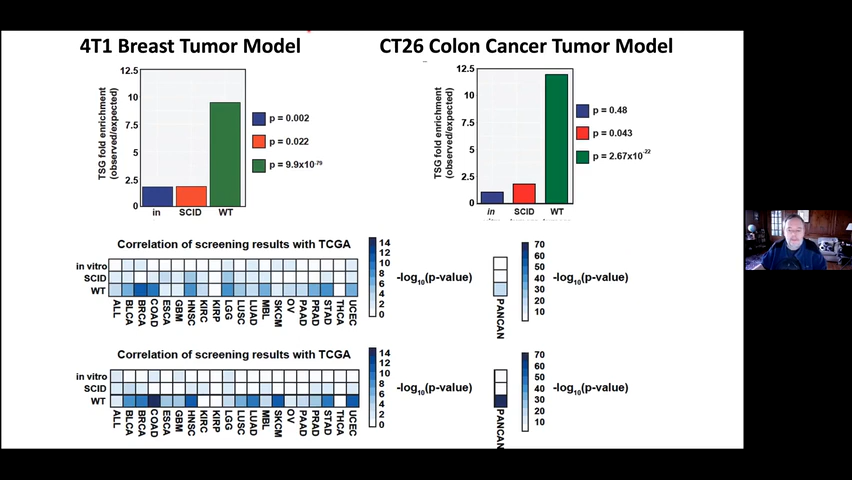 4T1 Breast Tumor Model
CT26 Colon Cancer Tumor Model
TSG fold enrichment
(observed/expected)
12.5
10
7.5
5
2.5
0
in
SCID
WT
p = 0.002
p = 0.022
p = 9.9x10-79
TSG fold enrichment
(observed/expected)
12.5
10
7.5
5
2.5
0
in
SCID
WT
p = 0.48
p = 0.043
p = 2.67x10-22
Correlation of screening results with TCGA
in vitro
SCID
WT
ALL
BLCA
BRCA
COAD
ESCA
GBM
HNSC
KIRC
KIRP
LGG
LUSC
LUAD
MBL
SKCM
OV
PAAD
PRAD
STAD
THCA
UCEC
14
12
10
8
6
4
2
0
-log10(p-value)
PANCAN
70
60
50
40
30
20
10
-log10(p-value)
Correlation of screening results with TCGA
in vitro
SCID
WT
ALL
BLCA
BRCA
COAD
ESCA
GBM
HNSC
KIRC
KIRP
LGG
LUSC
LUAD
MBL
SKCM
OV
PAAD
PRAD
STAD
THCA
UCEC
14
12
10
8
6
4
2
0
-log10(p-value)
PANCAN
70
60
50
40
30
20
10
-log10(p-value)